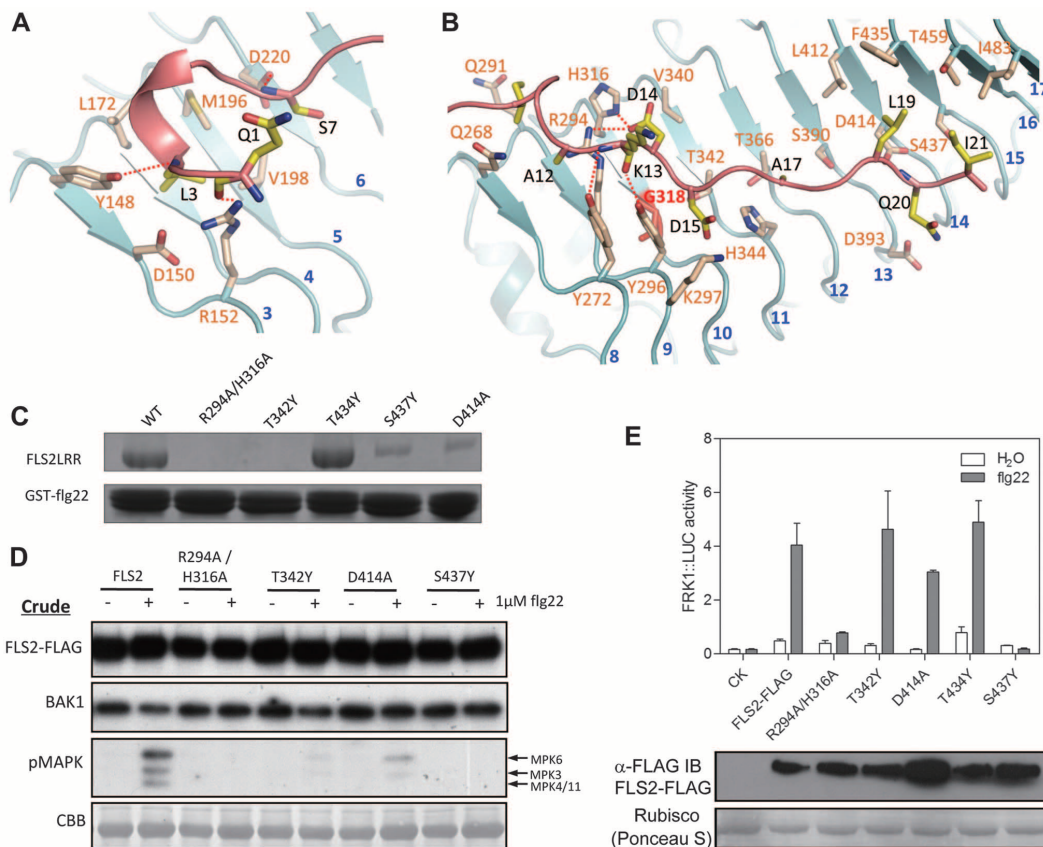 A
D220
L172
M196
Q1
S7
Y148
L3
V198
6
D150
5
4
R152
3
B
F435
T459
L412
I483
Q291
H316
V340
D14
17
R294
L19
16
Q268
T366
S390
D414
I21
15
T342
A17
S437
A12
K13
G318
D15
Q20
14
H344
D393
13
Y272
Y296
K297
12
11
10
9
8
C
WT
R294A/H316A
T342Y
T434Y
S437Y
D414A
FLS2LRR
GST-flg22
D
R294A /
FLS2
H316A
T342Y
D414A
S437Y
Crude
- + - + - + - + - +
1μM flg22
FLS2-FLAG
BAK1
pMAPK
MPK6
MPK3
MPK4/11
CBB
E
8
H2O
flg22
6
4
2
0
FRK1::LUC activity
CK
FLS2-FLAG
R294A/H316A
T342Y
D414A
T434Y
S437Y
α-FLAG IB
FLS2-FLAG
Rubisco
(Ponceau S)